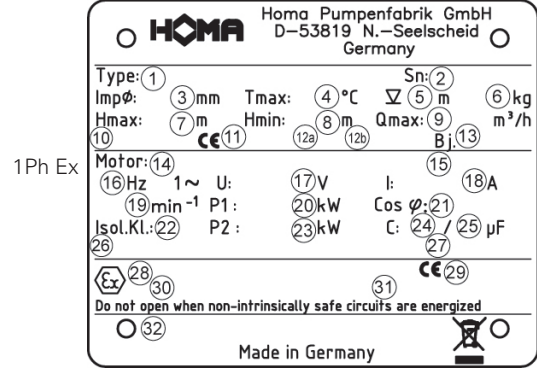 HOMA Homa Pumpenfabrik GmbH
D-53819 N.-Seelscheid
Germany
Type: 1 Sn: 2
Impø: 3 mm Tmax: 4 °C 5 m 6 kg
Hmax: 7 m Hmin: 8 m Qmax: 9 m³/h
10 CE 11 12a 12b Bj. 13
1Ph Ex
Motor: 14 15
16 Hz 1~ U: 17 V I: 18 A
19 min⁻¹ P1: 20 kW Cos φ: 21
Isol.Kl.: 22 P2: 23 kW C: 24 / 25 µF
26 27
Ex 28 CE 29
30 31
Do not open when non-intrinsically safe circuits are energized
32
Made in Germany